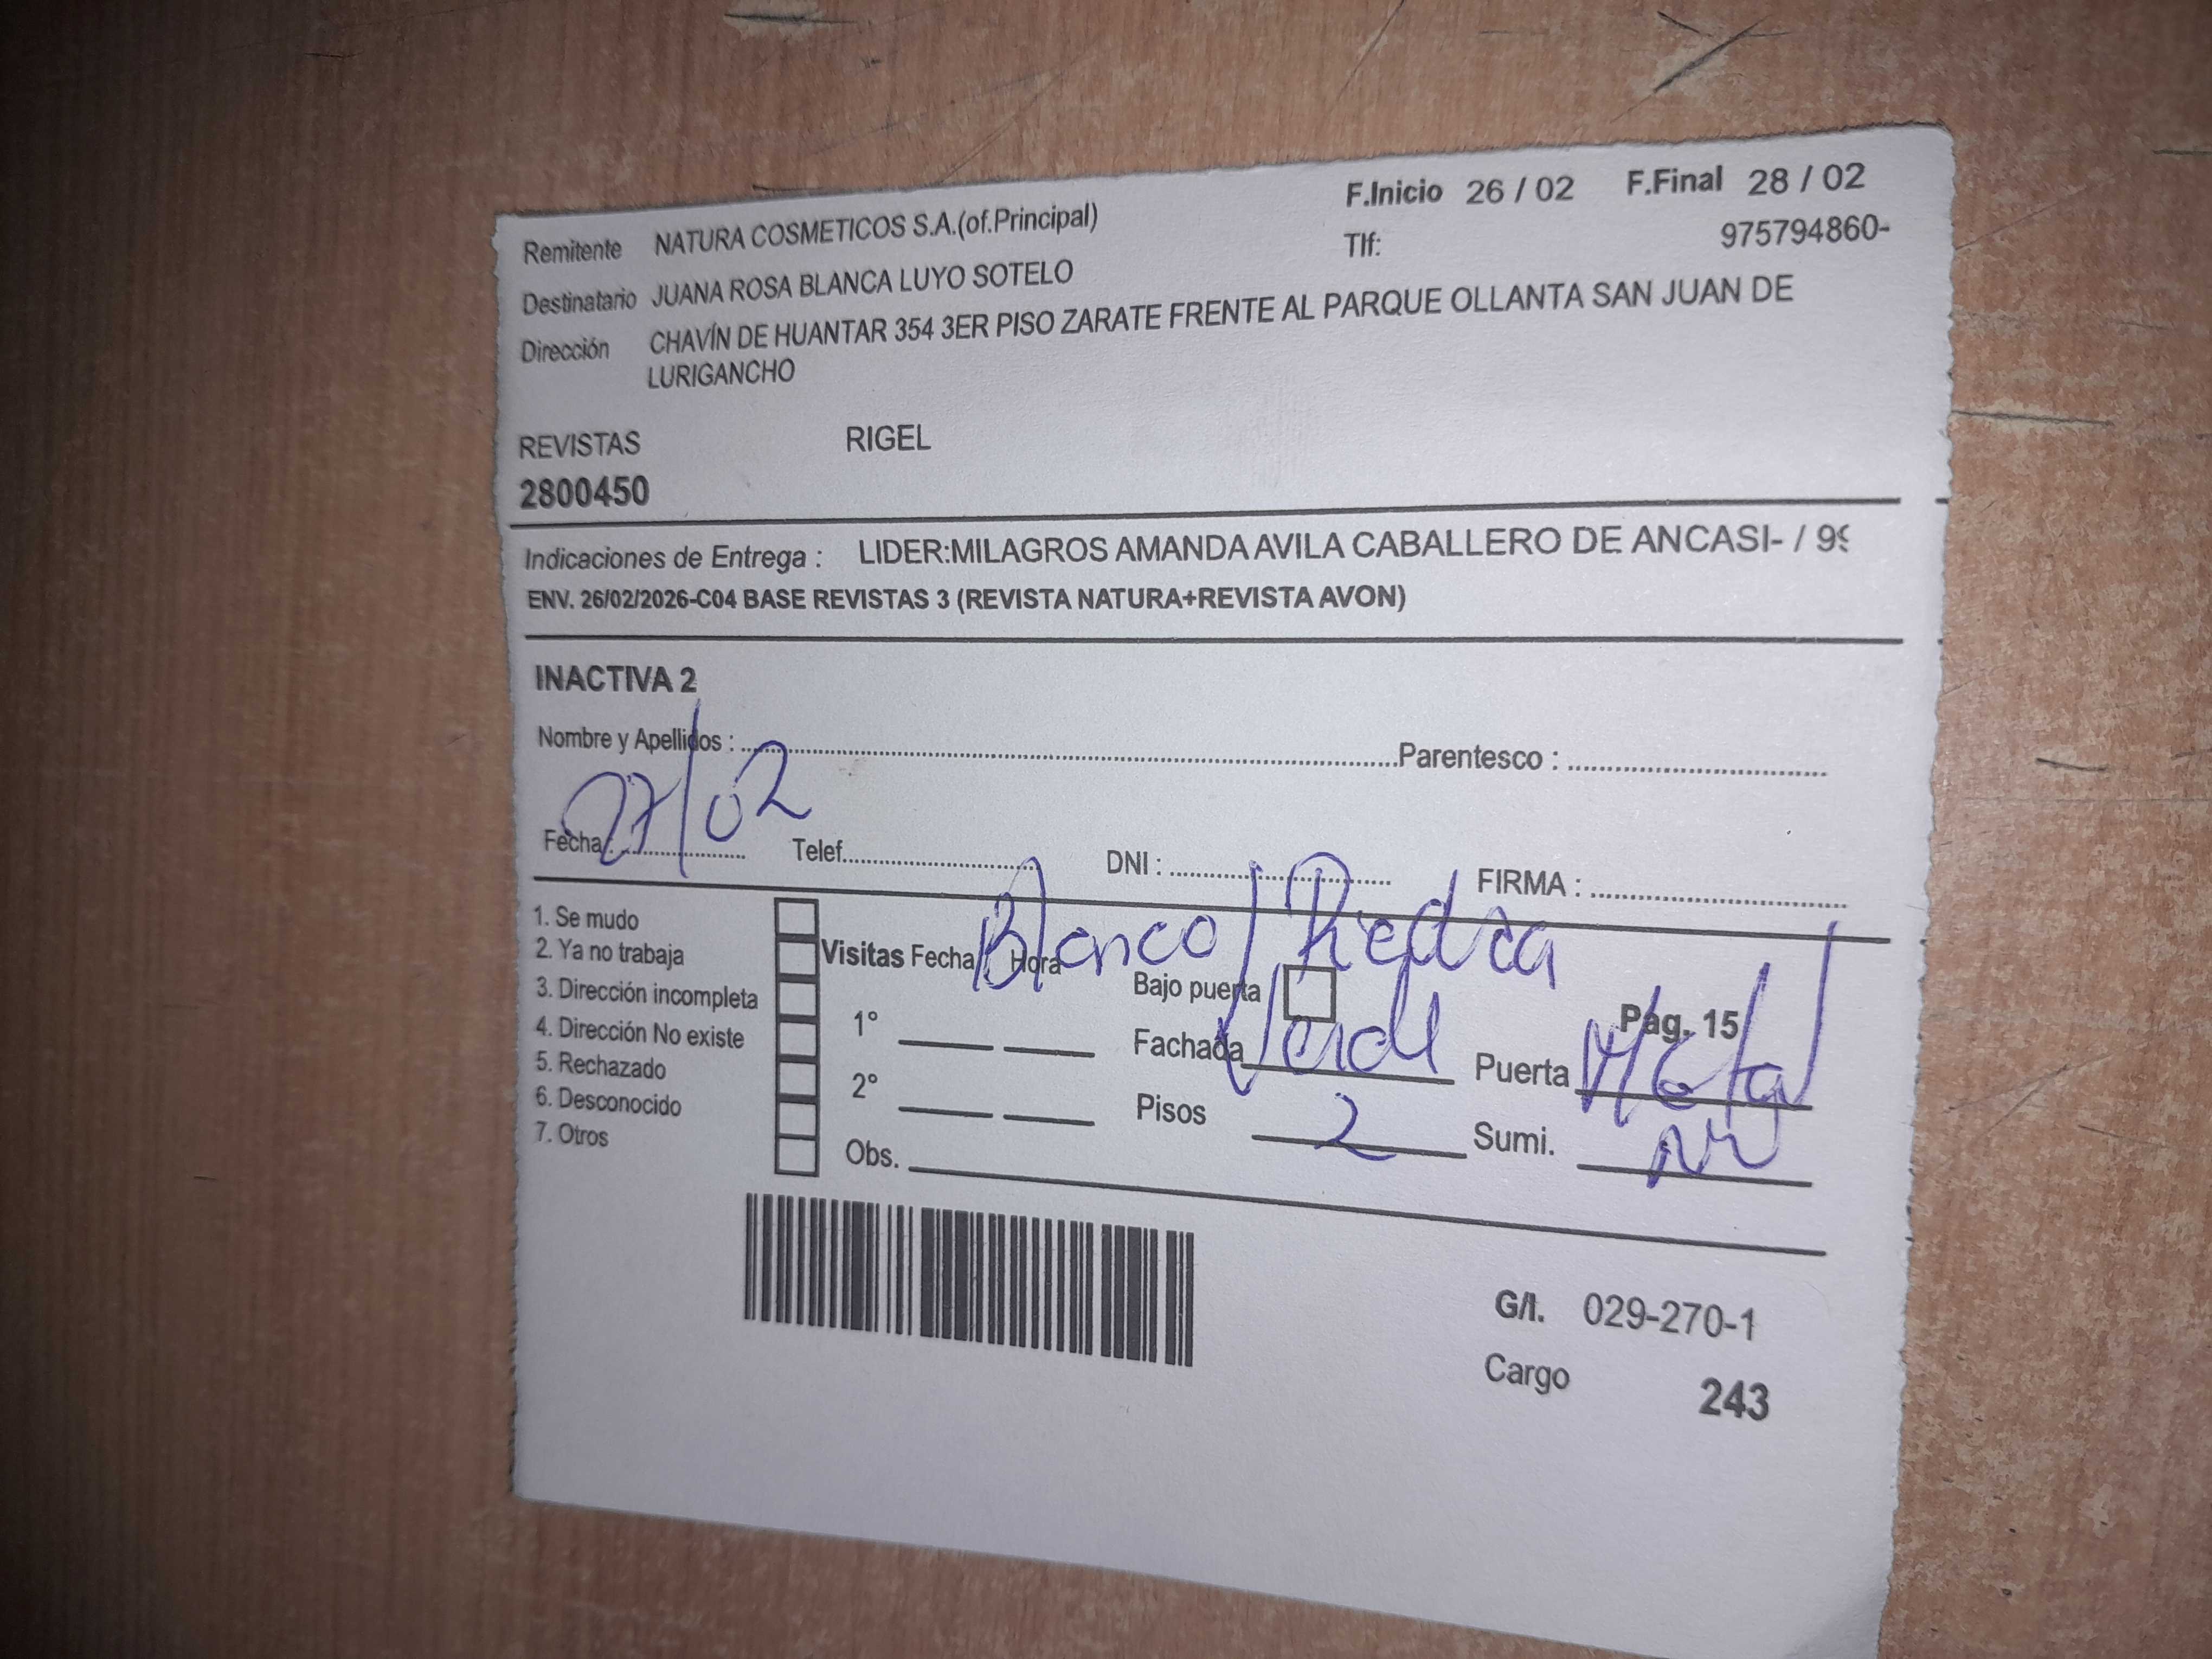 F.Inicio 26 / 02 F.Final 28 / 02
Remitente NATURA COSMETICOS S.A.(of.Principal) Tlf: 975794860-
Destinatario JUANA ROSA BLANCA LUYO SOTELO
Dirección CHAVÍN DE HUANTAR 354 3ER PISO ZARATE FRENTE AL PARQUE OLLANTA SAN JUAN DE
LURIGANCHO
REVISTAS RIGEL
2800450
Indicaciones de Entrega : LIDER:MILAGROS AMANDA AVILA CABALLERO DE ANCASI- / 99
ENV. 26/02/2026-C04 BASE REVISTAS 3 (REVISTA NATURA+REVISTA AVON)
INACTIVA 2
Nombre y Apellidos : Parentesco :
Fecha : 27/02 Telef. DNI : FIRMA :
Blanco/Piedra
1. Se mudo
2. Ya no trabaja
3. Dirección incompleta
4. Dirección No existe
5. Rechazado
6. Desconocido
7. Otros
Visitas Fecha / Hora Bajo puerta Pag. 15
1° Fachada Verde Puerta Metal
2° Pisos 2 Sumi.
Obs.
G/I. 029-270-1
Cargo 243